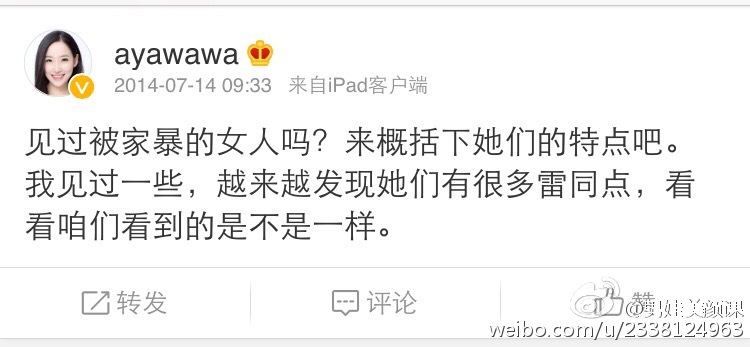 ayawawa
2014-07-14 09:33 来自iPad客户端
见过被家暴的女人吗？来概括下她们的特点吧。
我见过一些，越来越发现她们有很多雷同点，看
看咱们看到的是不是一样。
转发 评论 赞
weibo.com/u/2338124963